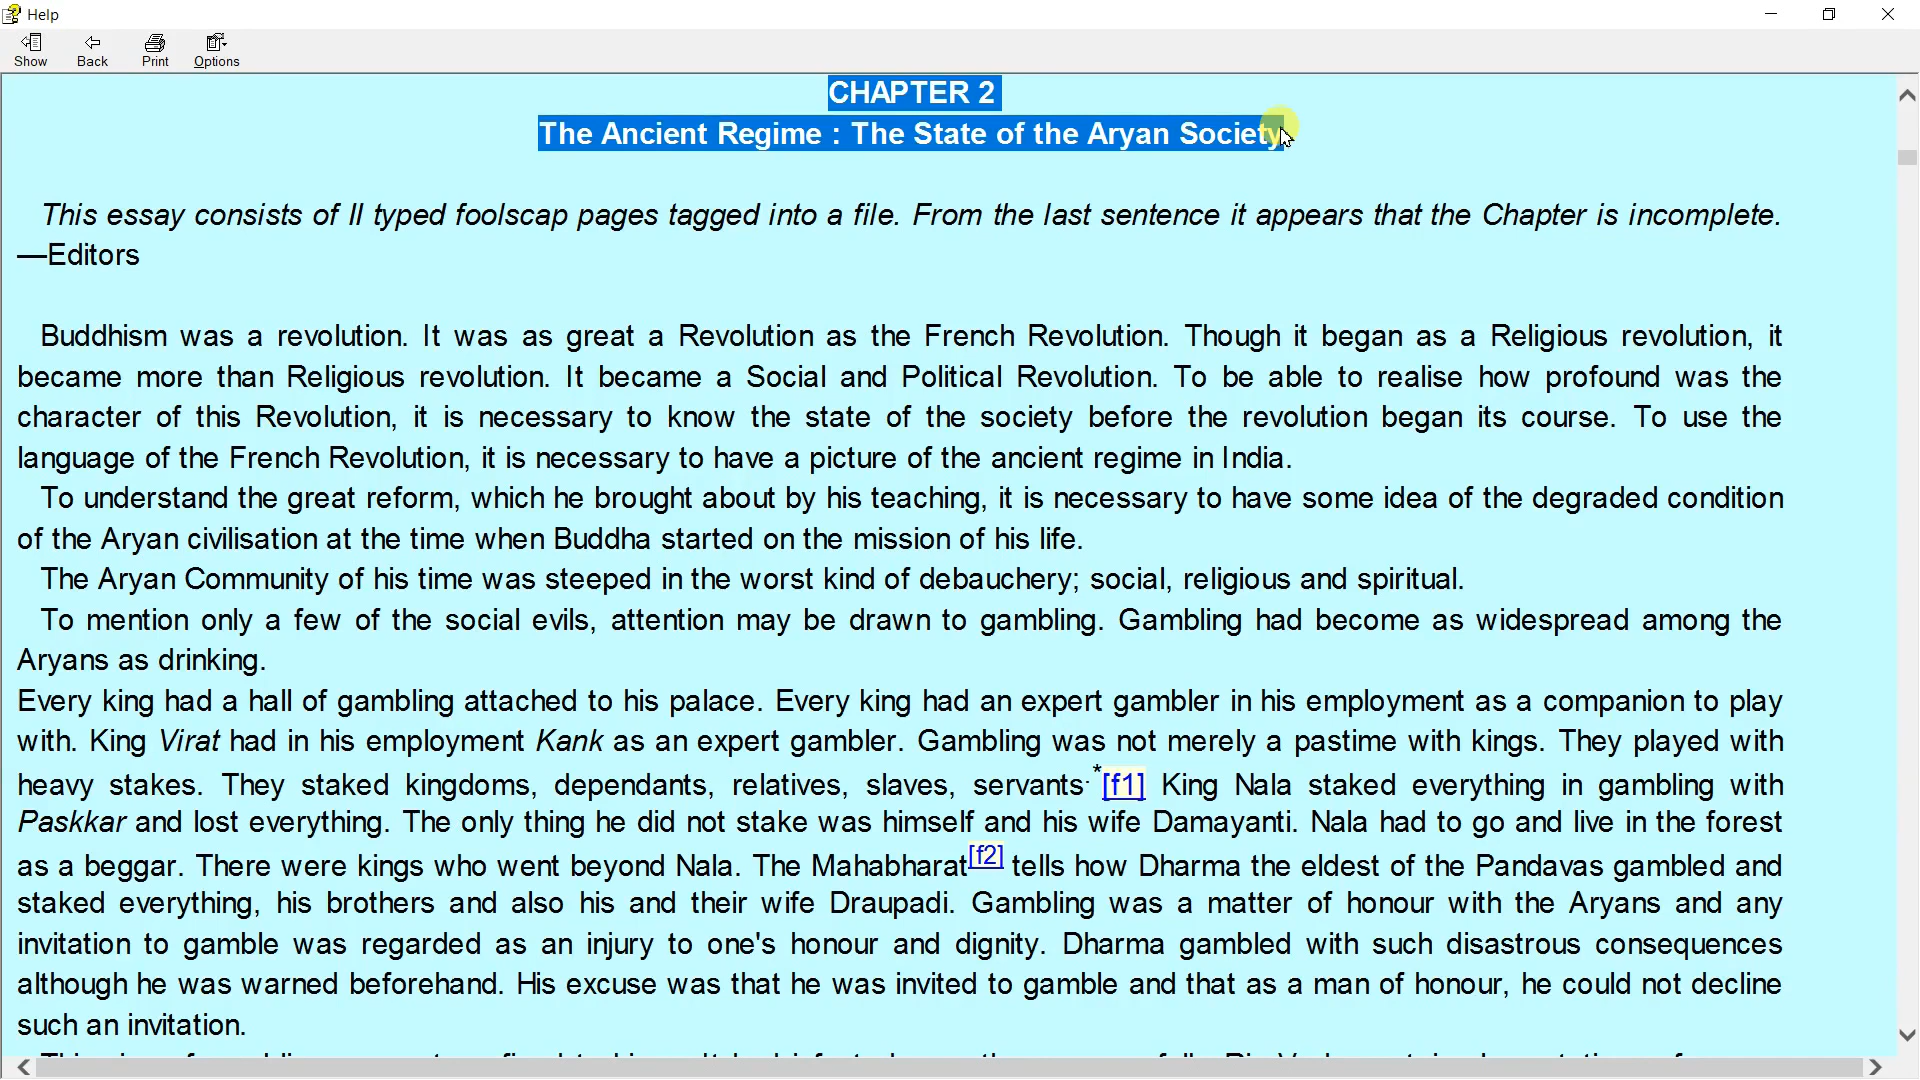 Help
Show Back Print Options
CHAPTER 2
The Ancient Regime : The State of the Aryan Society
This essay consists of II typed foolscap pages tagged into a file. From the last sentence it appears that the Chapter is incomplete.
—Editors
Buddhism was a revolution. It was as great a Revolution as the French Revolution. Though it began as a Religious revolution, it
became more than Religious revolution. It became a Social and Political Revolution. To be able to realise how profound was the
character of this Revolution, it is necessary to know the state of the society before the revolution began its course. To use the
language of the French Revolution, it is necessary to have a picture of the ancient regime in India.
To understand the great reform, which he brought about by his teaching, it is necessary to have some idea of the degraded condition
of the Aryan civilisation at the time when Buddha started on the mission of his life.
The Aryan Community of his time was steeped in the worst kind of debauchery; social, religious and spiritual.
To mention only a few of the social evils, attention may be drawn to gambling. Gambling had become as widespread among the
Aryans as drinking.
Every king had a hall of gambling attached to his palace. Every king had an expert gambler in his employment as a companion to play
with. King Virat had in his employment Kank as an expert gambler. Gambling was not merely a pastime with kings. They played with
heavy stakes. They staked kingdoms, dependants, relatives, slaves, servants.*[f1] King Nala staked everything in gambling with
Paskkar and lost everything. The only thing he did not stake was himself and his wife Damayanti. Nala had to go and live in the forest
as a beggar. There were kings who went beyond Nala. The Mahabharat[f2] tells how Dharma the eldest of the Pandavas gambled and
staked everything, his brothers and also his and their wife Draupadi. Gambling was a matter of honour with the Aryans and any
invitation to gamble was regarded as an injury to one's honour and dignity. Dharma gambled with such disastrous consequences
although he was warned beforehand. His excuse was that he was invited to gamble and that as a man of honour, he could not decline
such an invitation.